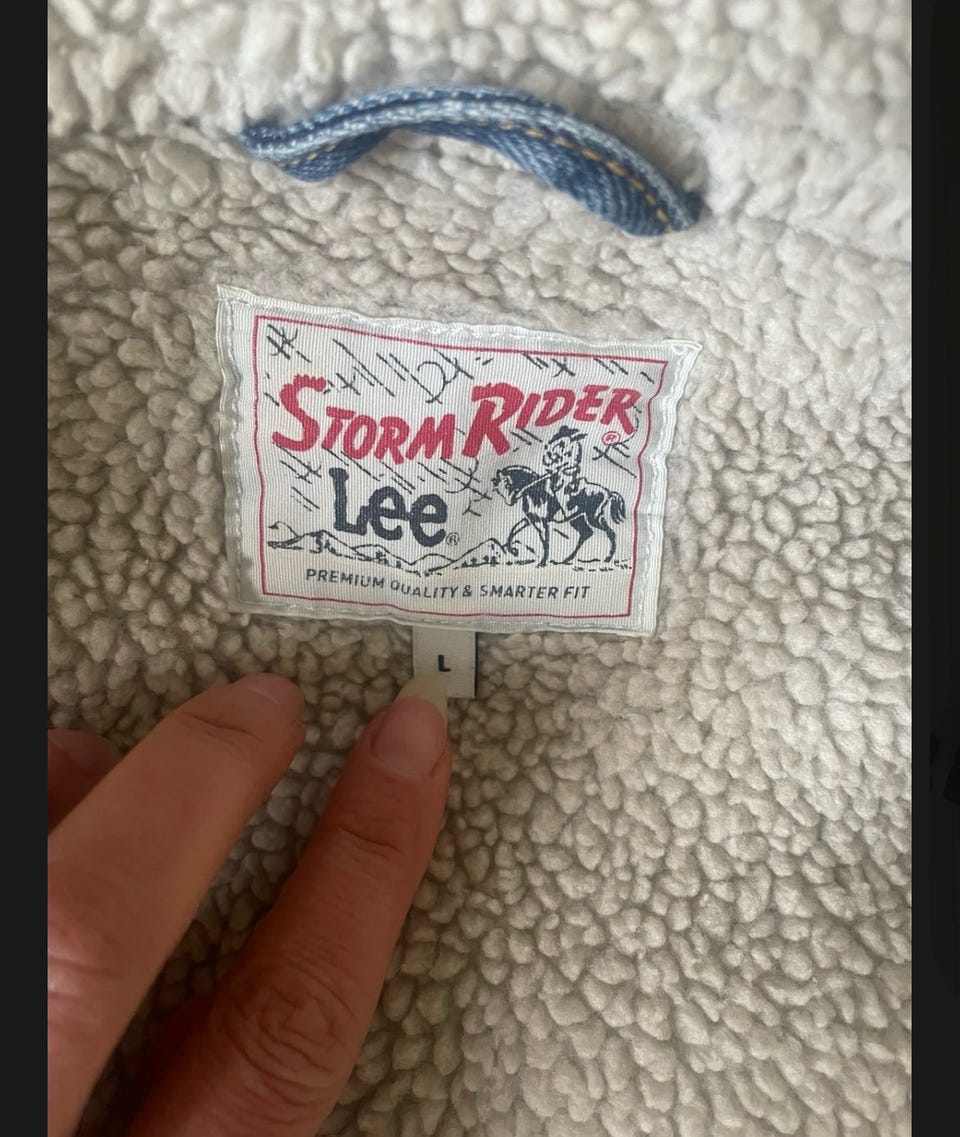 STORM RIDER ®
Lee ®
PREMIUM QUALITY & SMARTER FIT
L